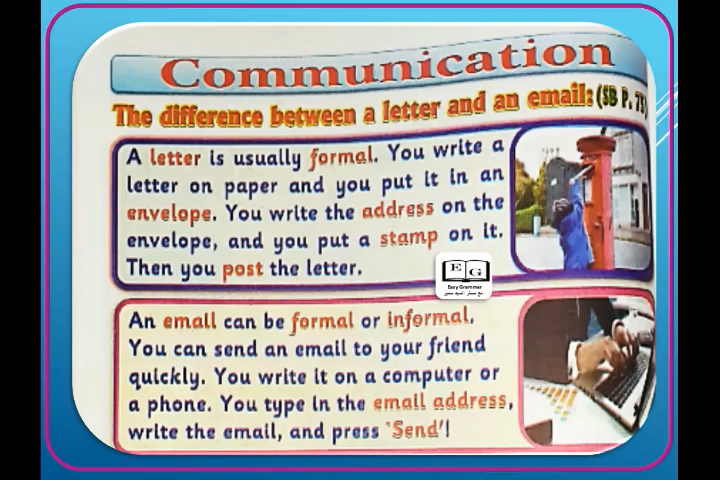 Communication
The difference between a letter and an email: (SB P. 75)
A letter is usually formal. You write a
letter on paper and you put it in an
envelope. You write the address on the
envelope, and you put a stamp on it.
Then you post the letter.
E G
Easy Grammar
An email can be formal or informal.
You can send an email to your friend
quickly. You write it on a computer or
a phone. You type in the email address,
write the email, and press 'Send'!